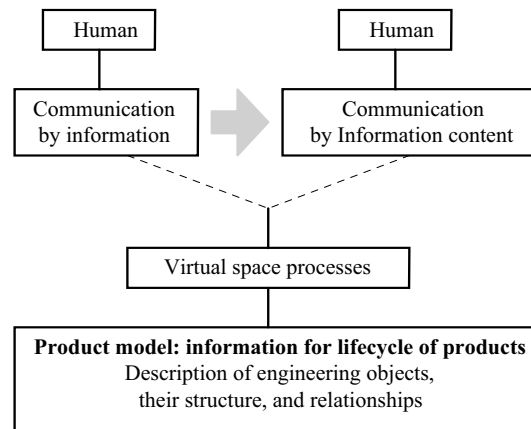 Human
Human
Communication
by information
Communication
by Information content
Virtual space processes
Product model: information for lifecycle of products
Description of engineering objects,
their structure, and relationships